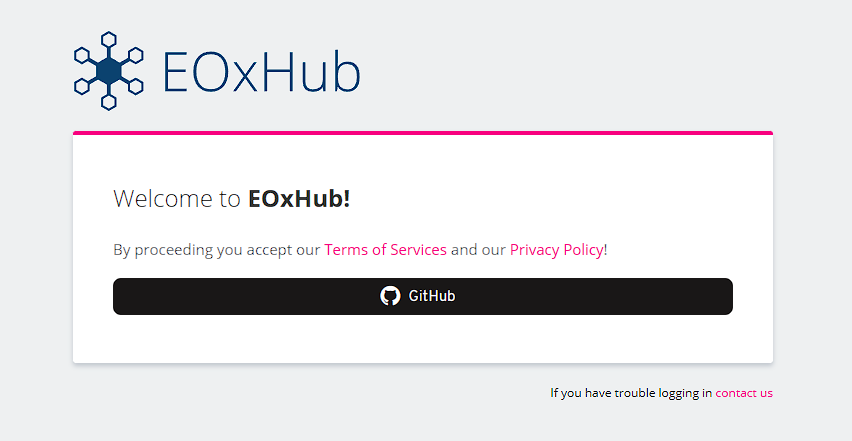 EOxHub
Welcome to EOxHub!
By proceeding you accept our Terms of Services and our Privacy Policy!
GitHub
If you have trouble logging in contact us